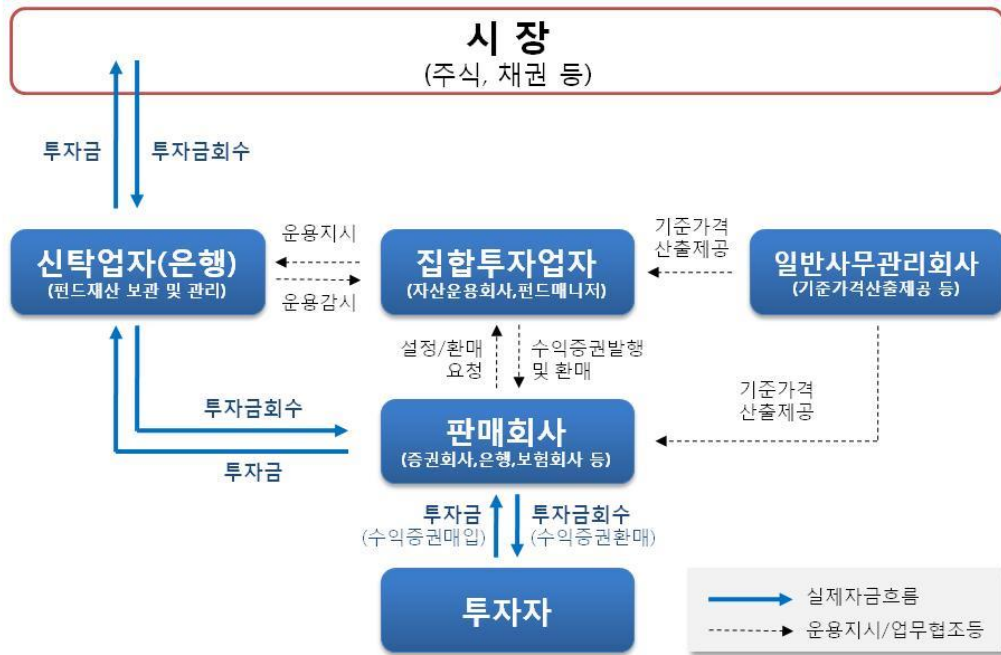 시 장
(주식, 채권 등)
투자금
투자금회수
신탁업자(은행)
(펀드재산 보관 및 관리)
운용지시
운용감시
집합투자업자
(자산운용회사,펀드매니저)
기준가격
산출제공
일반사무관리회사
(기준가격산출제공 등)
설정/환매
요청
수익증권발행
및 환매
기준가격
산출제공
투자금회수
투자금
판매회사
(증권회사,은행,보험회사 등)
투자금
(수익증권매입)
투자금회수
(수익증권환매)
투자자
실제자금흐름
운용지시/업무협조등